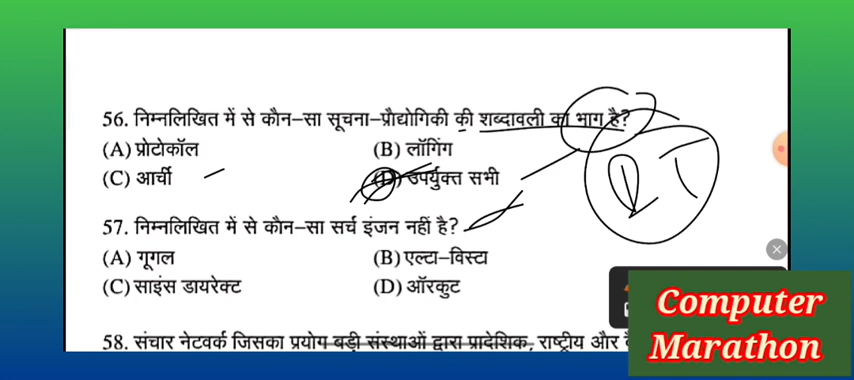 56. निम्नलिखित में से कौन-सा सूचना-प्रौद्योगिकी की शब्दावली का भाग है?
(A) प्रोटोकॉल (B) लॉगिंग
(C) आर्ची (D) उपर्युक्त सभी
57. निम्नलिखित में से कौन-सा सर्च इंजन नहीं है?
(A) गूगल (B) एल्टा-विस्टा
(C) साइंस डायरेक्ट (D) ऑरकुट
58. संचार नेटवर्क जिसका प्रयोग बड़ी संस्थाओं द्वारा प्रादेशिक, राष्ट्रीय और
Computer
Marathon